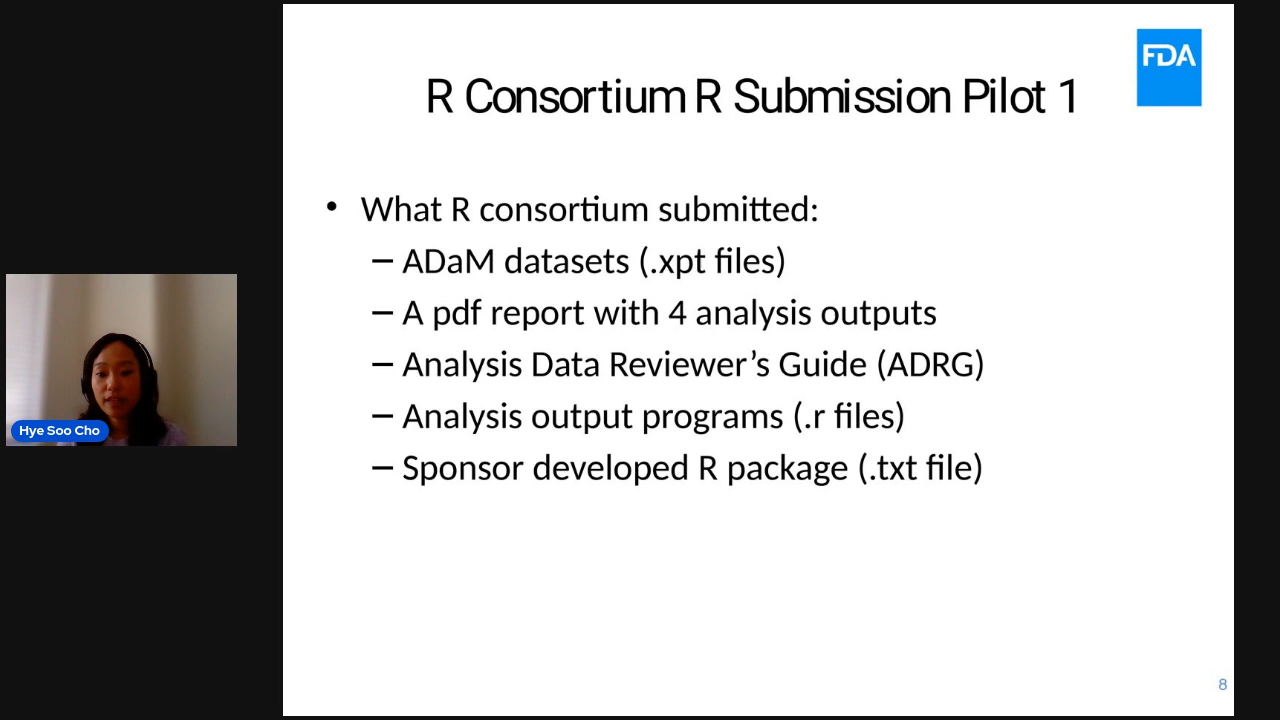 FDA
R Consortium R Submission Pilot 1
• What R consortium submitted:
– ADaM datasets (.xpt files)
– A pdf report with 4 analysis outputs
– Analysis Data Reviewer’s Guide (ADRG)
– Analysis output programs (.r files)
– Sponsor developed R package (.txt file)
Hye Soo Cho
8